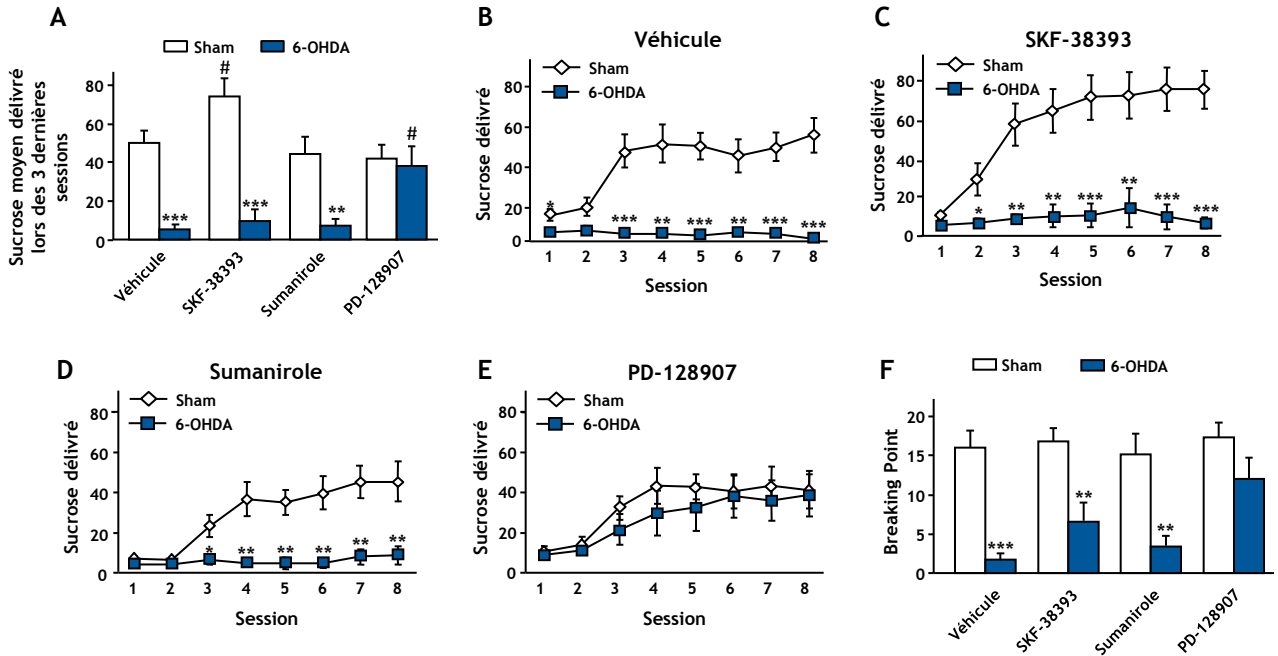 A
Sham
6-OHDA
Sucrose moyen délivré
lors des 3 dernières
sessions
80
60
40
20
0
***
#
***
**
#
Véhicule
SKF-38393
Sumanirole
PD-128907
B
Véhicule
Sham
6-OHDA
Sucrose délivré
80
60
40
20
0
*
***
**
***
**
***
***
1 2 3 4 5 6 7 8
Session
C
SKF-38393
Sham
6-OHDA
Sucrose délivré
80
60
40
20
0
*
**
**
***
**
***
***
1 2 3 4 5 6 7 8
Session
D
Sumanirole
Sham
6-OHDA
Sucrose délivré
80
60
40
20
0
*
**
**
**
**
**
1 2 3 4 5 6 7 8
Session
E
PD-128907
Sham
6-OHDA
Sucrose délivré
80
60
40
20
0
1 2 3 4 5 6 7 8
Session
F
Sham
6-OHDA
Breaking Point
20
15
10
5
0
***
**
**
Véhicule
SKF-38393
Sumanirole
PD-128907